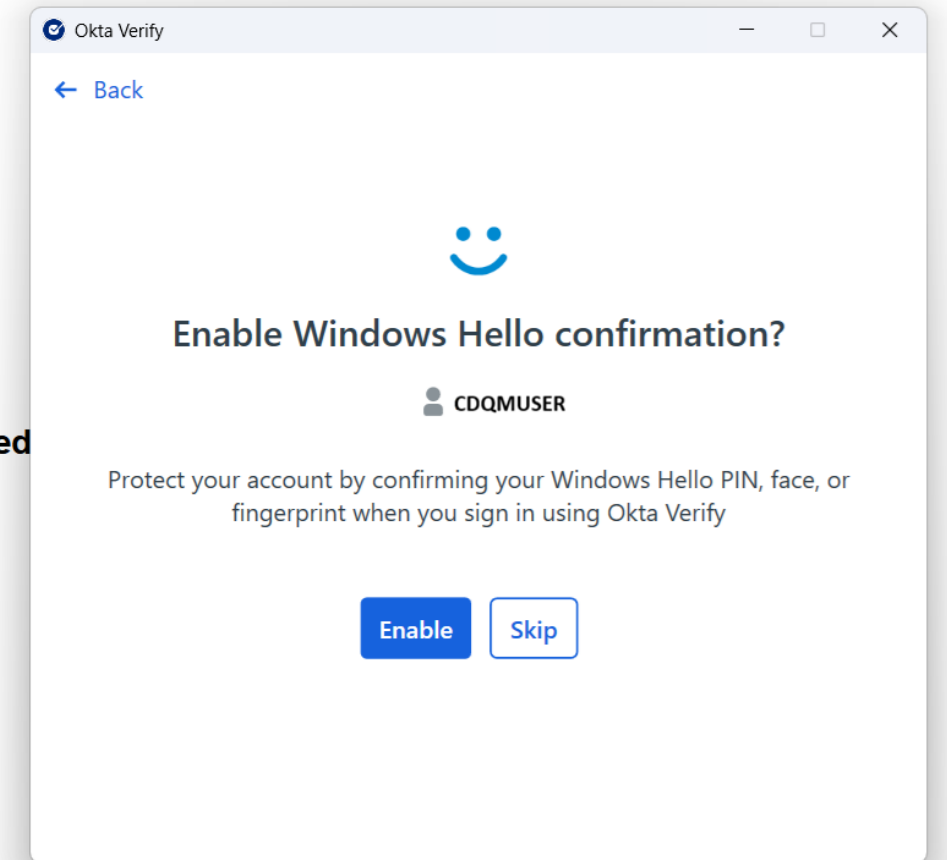 Okta Verify
Back
Enable Windows Hello confirmation?
CDQMUSER
ed
Protect your account by confirming your Windows Hello PIN, face, or
fingerprint when you sign in using Okta Verify
Enable
Skip